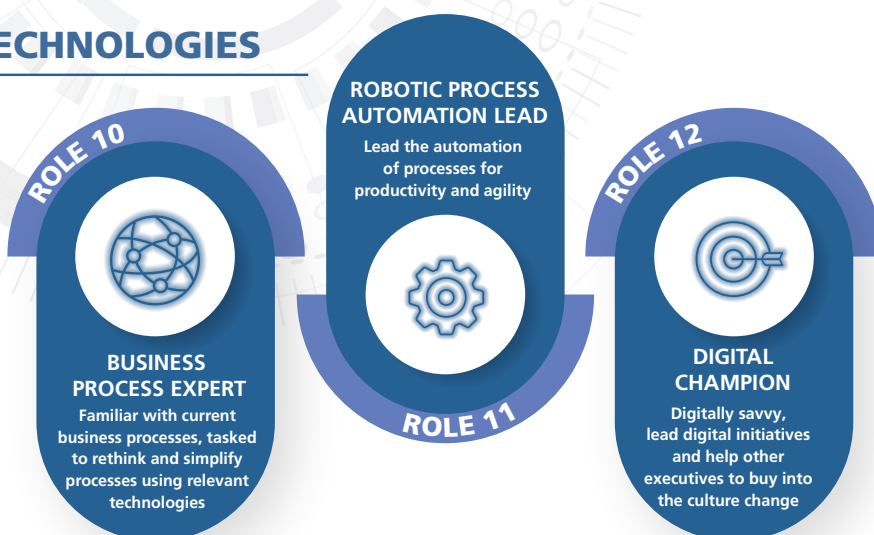 ECHNOLOGIES
ROLE 10
BUSINESS
PROCESS EXPERT
Familiar with current
business processes, tasked
to rethink and simplify
processes using relevant
technologies
ROBOTIC PROCESS
AUTOMATION LEAD
Lead the automation
of processes for
productivity and agility
ROLE 11
ROLE 12
DIGITAL
CHAMPION
Digitally savvy,
lead digital initiatives
and help other
executives to buy into
the culture change